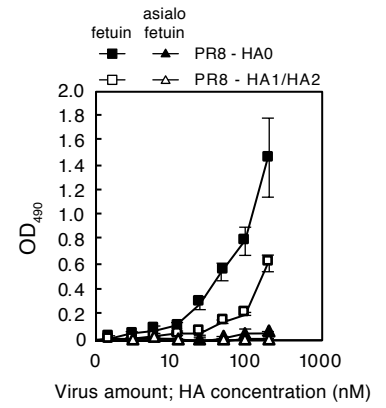 asialo
fetuin fetuin
PR8 - HA0
PR8 - HA1/HA2
2.0
1.8
1.6
1.4
1.2
1.0
0.8
0.6
0.4
0.2
0
OD490
0 10 100 1000
Virus amount; HA concentration (nM)